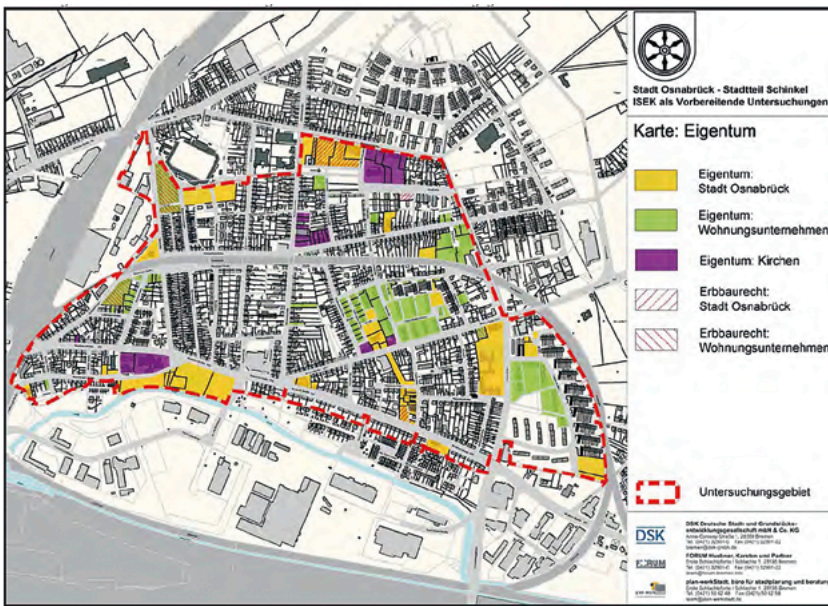 Stadt Osnabrück - Stadtteil Schinkel
ISEK als Vorbereitende Untersuchungen
Karte: Eigentum
Eigentum:
Stadt Osnabrück
Eigentum:
Wohnungsunternehmen
Eigentum: Kirchen
Erbbaurecht:
Stadt Osnabrück
Erbbaurecht:
Wohnungsunternehmen
Untersuchungsgebiet
DSK
DSK Deutsche Stadt- und Grundstücks-
entwicklungsgesellschaft mbH & Co. KG
FORUM
FORUM Huebner, Karsten und Partner
plan-werkStadt, büro für stadtplanung und beratung